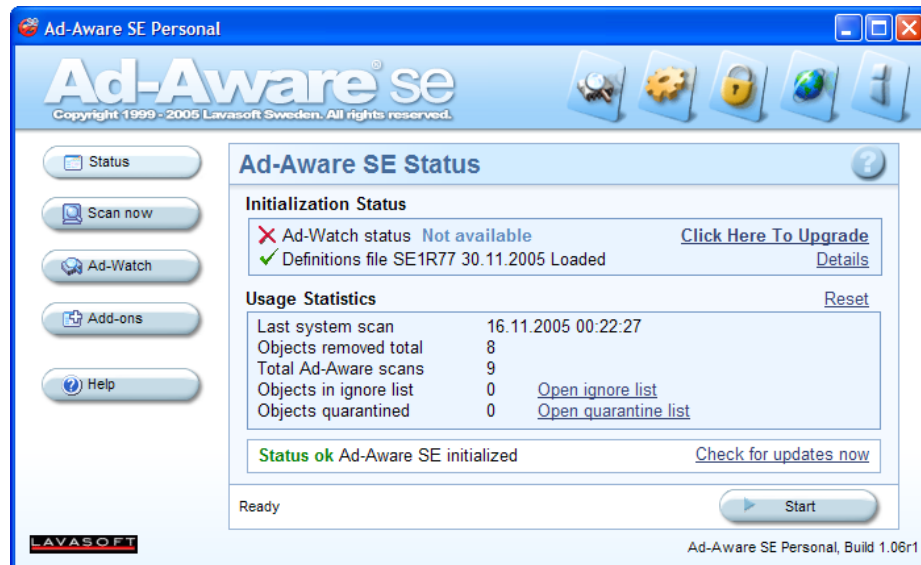 Ad-Aware SE Personal
Ad-Aware SE
Copyright 1999 - 2005 Lavasoft Sweden. All rights reserved.
Status
Scan now
Ad-Watch
Add-ons
Help
Ad-Aware SE Status
?
Initialization Status
Ad-Watch status Not available Click Here To Upgrade
Definitions file SE1R77 30.11.2005 Loaded Details
Usage Statistics Reset
Last system scan 16.11.2005 00:22:27
Objects removed total 8
Total Ad-Aware scans 9
Objects in ignore list 0 Open ignore list
Objects quarantined 0 Open quarantine list
Status ok Ad-Aware SE initialized Check for updates now
Ready Start
LAVASOFT
Ad-Aware SE Personal, Build 1.06r1